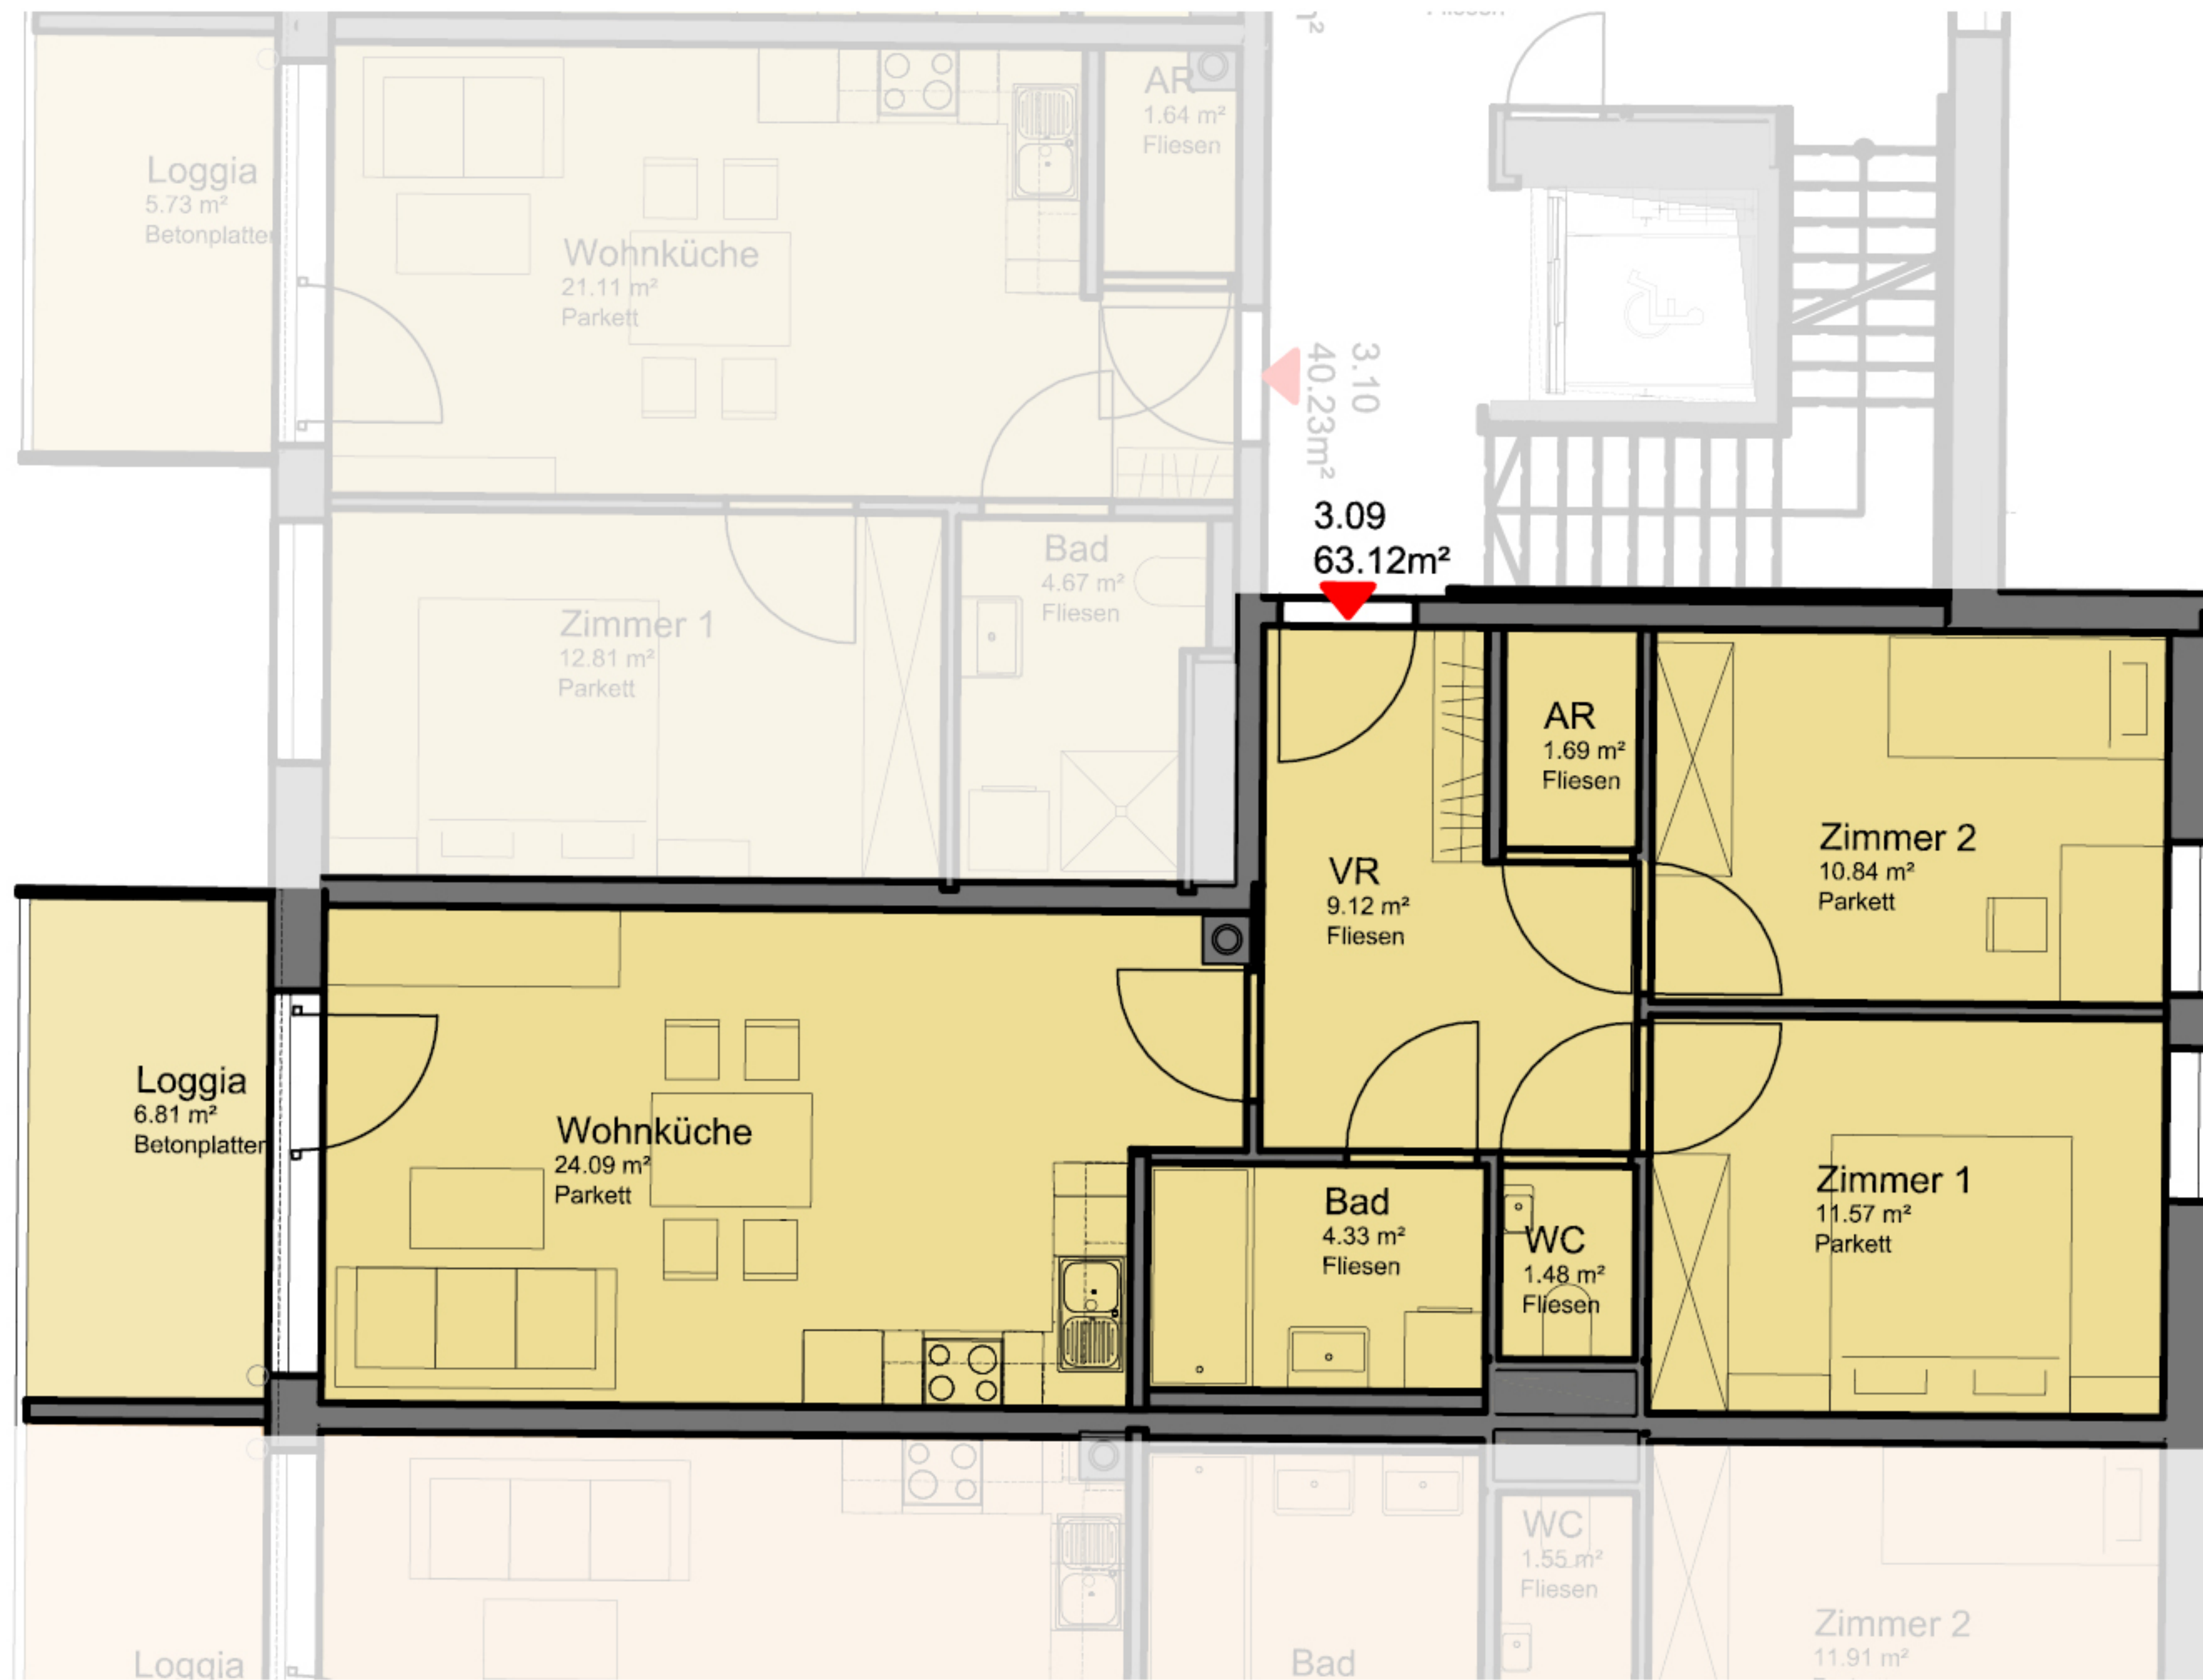 AR
1.64 m²
Fliesen
Loggia
5.73 m²
Betonplatten
Wohnküche
21.11 m²
Parkett
3.10
40.23m²
3.09
63.12m²
Zimmer 1
12.81 m²
Parkett
Bad
4.67 m²
Fliesen
AR
1.69 m²
Fliesen
Zimmer 2
10.84 m²
Parkett
VR
9.12 m²
Fliesen
Loggia
6.81 m²
Betonplatten
Wohnküche
24.09 m²
Parkett
Bad
4.33 m²
Fliesen
WC
1.48 m²
Fliesen
Zimmer 1
11.57 m²
Parkett
WC
1.55 m²
Fliesen
Zimmer 2
11.91 m²
Loggia
Bad